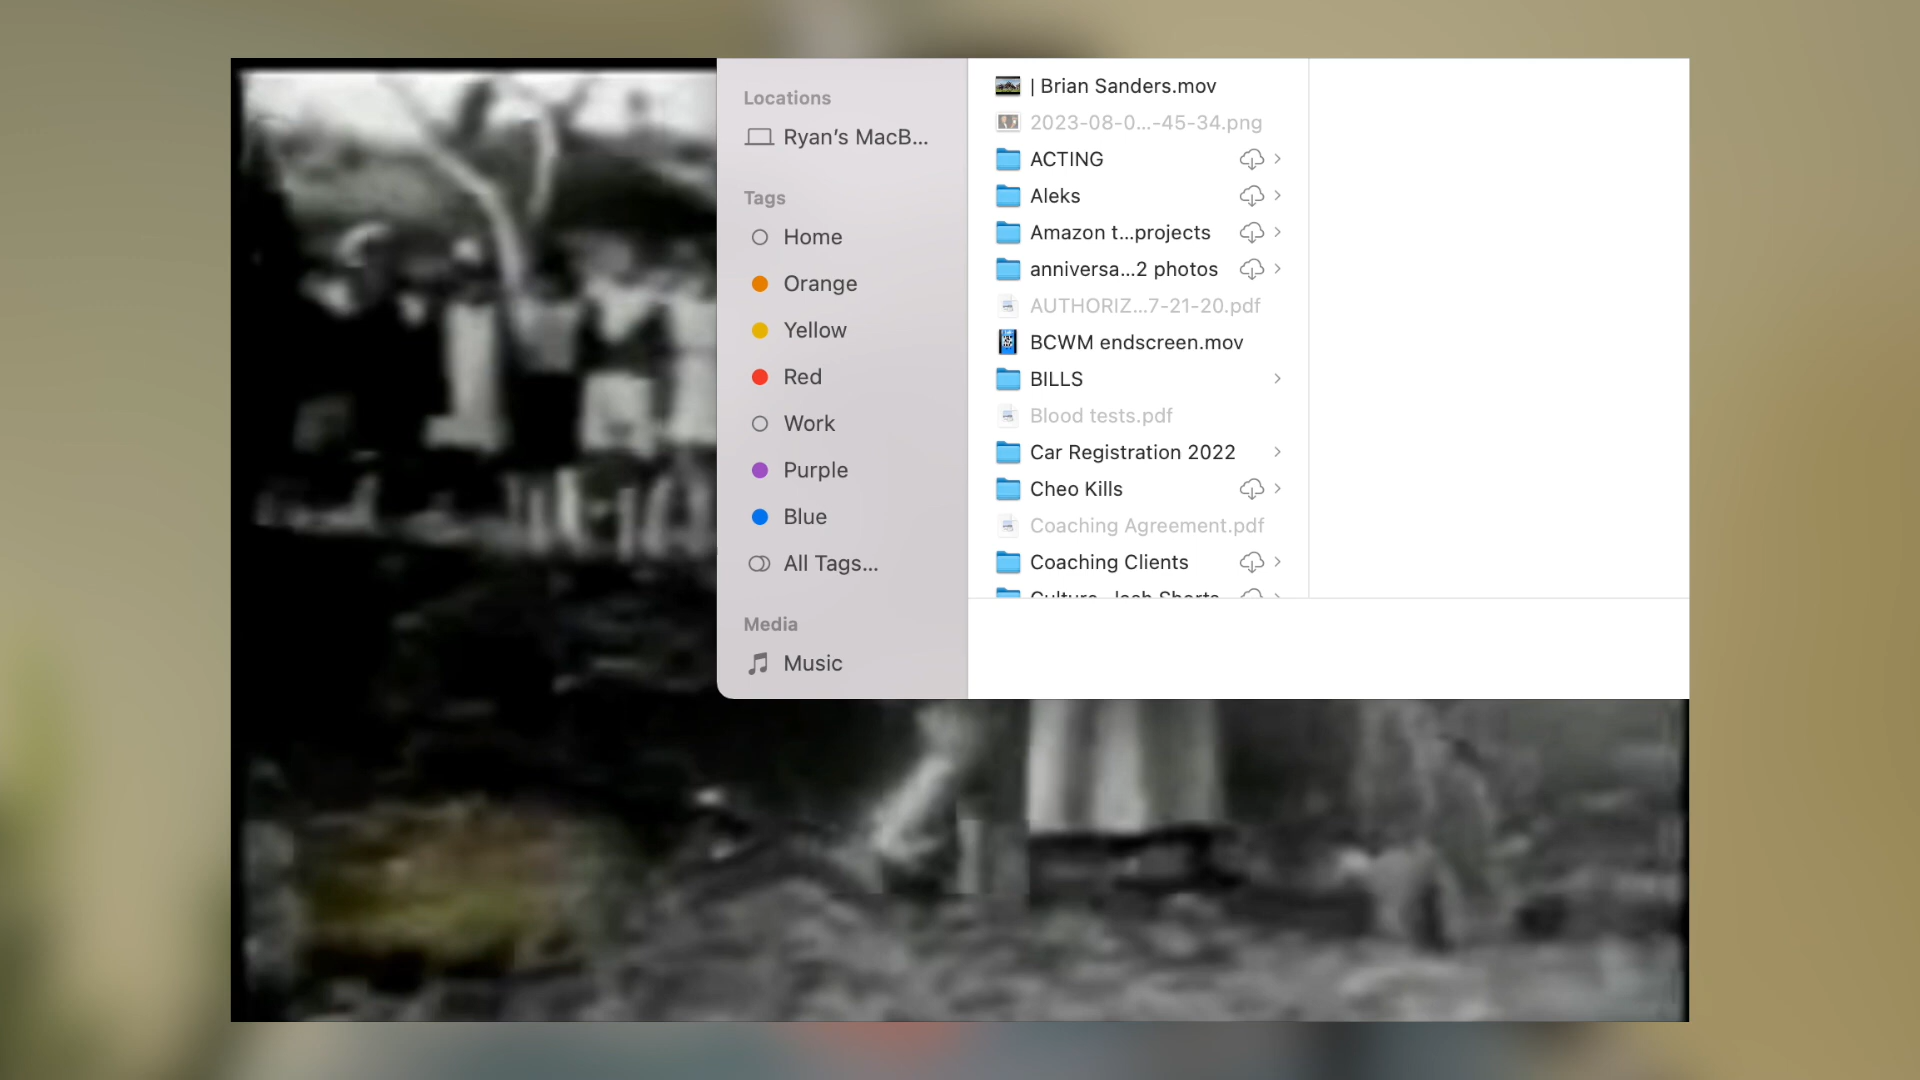 Locations
Ryan's MacB...
Tags
Home
Orange
Yellow
Red
Work
Purple
Blue
All Tags...
Media
Music
| Brian Sanders.mov
2023-08-0...-45-34.png
ACTING
Aleks
Amazon t...projects
anniversa...2 photos
AUTHORIZ...7-21-20.pdf
BCWM endscreen.mov
BILLS
Blood tests.pdf
Car Registration 2022
Cheo Kills
Coaching Agreement.pdf
Coaching Clients